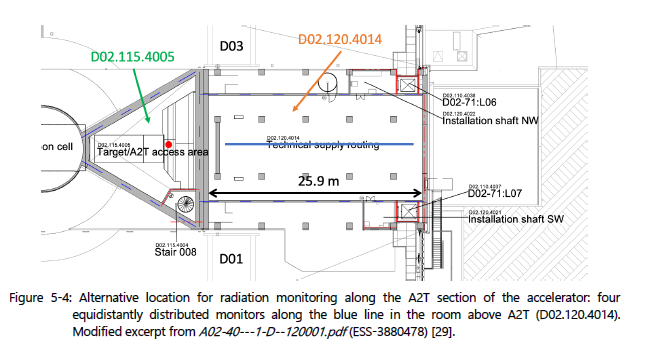 D03
D02.120.4014
D02.115.4005
D02.110.4038
D02-71:L06
D02.120.4022
Installation shaft NW
on cell
D02.115.4005
Target/A2T access area
D02.120.4014
Technical supply routing
25.9 m
D02.110.4037
D02-71:L07
D02.120.4021
Installation shaft SW
D02.115.4004
Stair 008
D01
Figure 5-4: Alternative location for radiation monitoring along the A2T section of the accelerator: four
equidistantly distributed monitors along the blue line in the room above A2T (D02.120.4014).
Modified excerpt from A02-40---1-D--120001.pdf (ESS-3880478) [29].